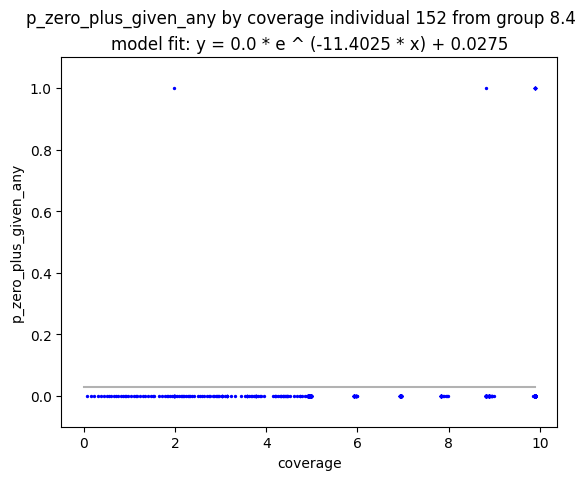 p_zero_plus_given_any by coverage individual 152 from group 8.4
model fit: y = 0.0 * e ^ (-11.4025 * x) + 0.0275
1.0
0.8
0.6
0.4
0.2
0.0
p_zero_plus_given_any
0 2 4 6 8 10
coverage